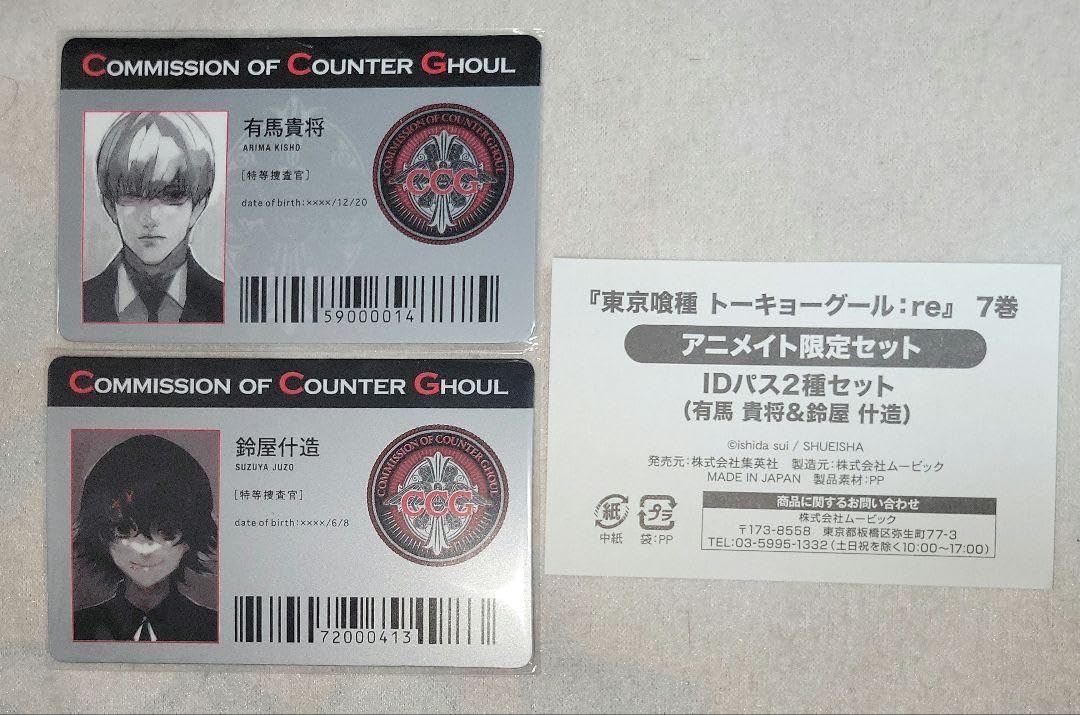 COMMISSION OF COUNTER GHOUL
有馬貴将
ARIMA KISHO
[特等捜査官]
date of birth:××××/12/20
COMMISSION OF COUNTER GHOUL
CCG
59000014
COMMISSION OF COUNTER GHOUL
鈴屋什造
SUZUYA JUZO
[特等捜査官]
date of birth:××××/6/8
COMMISSION OF COUNTER GHOUL
CCG
72000413
『東京喰種 トーキョーグール:re』 7巻
アニメイト限定セット
IDパス2種セット
(有馬 貴将&鈴屋 什造)
©ishida sui / SHUEISHA
発売元:株式会社集英社 製造元:株式会社ムービック
MADE IN JAPAN 製品素材:PP
紙
中紙
プラ
袋:PP
商品に関するお問い合わせ
株式会社ムービック
〒173-8558 東京都板橋区弥生町77-3
TEL:03-5995-1332(土日祝を除く10:00~17:00)